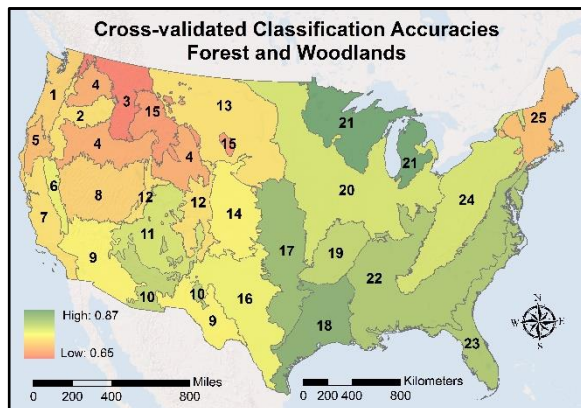 Cross-validated Classification Accuracies
Forest and Woodlands
1
4
3
15
13
2
4
15
4
5
6
7
8
12
12
14
11
9
10
10
9
16
17
18
19
20
21
21
22
23
24
25
High: 0.87
Low: 0.65
Miles
0 200 400 800
Kilometers
0 200 400 800
N
W E
S